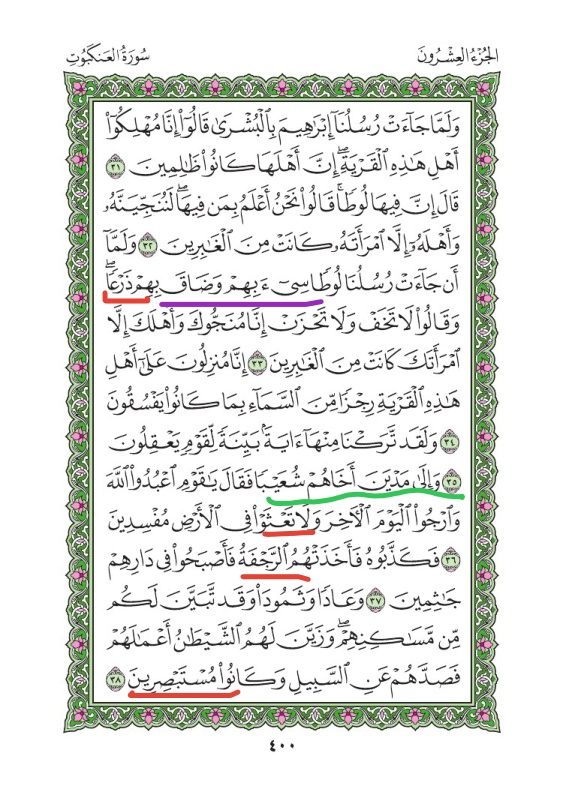 الجُزْءُ العِشْرُونَ
سُورَةُ العَنكَبُوتِ
وَلَمَّا جَآءَتۡ رُسُلُنَآ إِبۡرَٰهِيمَ بِٱلۡبُشۡرَىٰ قَالُوٓاْ إِنَّا مُهۡلِكُوٓاْ
أَهۡلِ هَٰذِهِ ٱلۡقَرۡيَةِۖ إِنَّ أَهۡلَهَا كَانُواْ ظَٰلِمِينَ ٣١
قَالَ إِنَّ فِيهَا لُوطٗاۚ قَالُواْ نَحۡنُ أَعۡلَمُ بِمَن فِيهَاۖ لَنُنَجِّيَنَّهُۥ
وَأَهۡلَهُۥٓ إِلَّا ٱمۡرَأَتَهُۥ كَانَتۡ مِنَ ٱلۡغَٰبِرِينَ ٣٢ وَلَمَّآ
أَن جَآءَتۡ رُسُلُنَا لُوطٗا سِيٓءَ بِهِمۡ وَضَاقَ بِهِمۡ ذَرۡعٗاۖ
وَقَالُواْ لَا تَخَفۡ وَلَا تَحۡزَنۡ إِنَّا مُنَجُّوكَ وَأَهۡلَكَ إِلَّا
ٱمۡرَأَتَكَ كَانَتۡ مِنَ ٱلۡغَٰبِرِينَ ٣٣ إِنَّا مُنزِلُونَ عَلَىٰٓ أَهۡلِ
هَٰذِهِ ٱلۡقَرۡيَةِ رِجۡزٗا مِّنَ ٱلسَّمَآءِ بِمَا كَانُواْ يَفۡسُقُونَ
٣٤ وَلَقَد تَّرَكۡنَا مِنۡهَآ ءَايَةَۢ بَيِّنَةٗ لِّقَوۡمٖ يَعۡقِلُونَ
٣٥ وَإِلَىٰ مَدۡيَنَ أَخَاهُمۡ شُعَيۡبٗا فَقَالَ يَٰقَوۡمِ ٱعۡبُدُواْ ٱللَّهَ
وَٱرۡجُواْ ٱلۡيَوۡمَ ٱلۡأٓخِرَ وَلَا تَعۡثَوۡاْ فِي ٱلۡأَرۡضِ مُفۡسِدِينَ
٣٦ فَكَذَّبُوهُ فَأَخَذَتۡهُمُ ٱلرَّجۡفَةُ فَأَصۡبَحُواْ فِي دَارِهِمۡ
جَٰثِمِينَ ٣٧ وَعَادٗا وَثَمُودَاْ وَقَد تَّبَيَّنَ لَكُم
مِّن مَّسَٰكِنِهِمۡۖ وَزَيَّنَ لَهُمُ ٱلشَّيۡطَٰنُ أَعۡمَٰلَهُمۡ
فَصَدَّهُمۡ عَنِ ٱلسَّبِيلِ وَكَانُواْ مُسۡتَبۡصِرِينَ ٣٨
٤٠٠